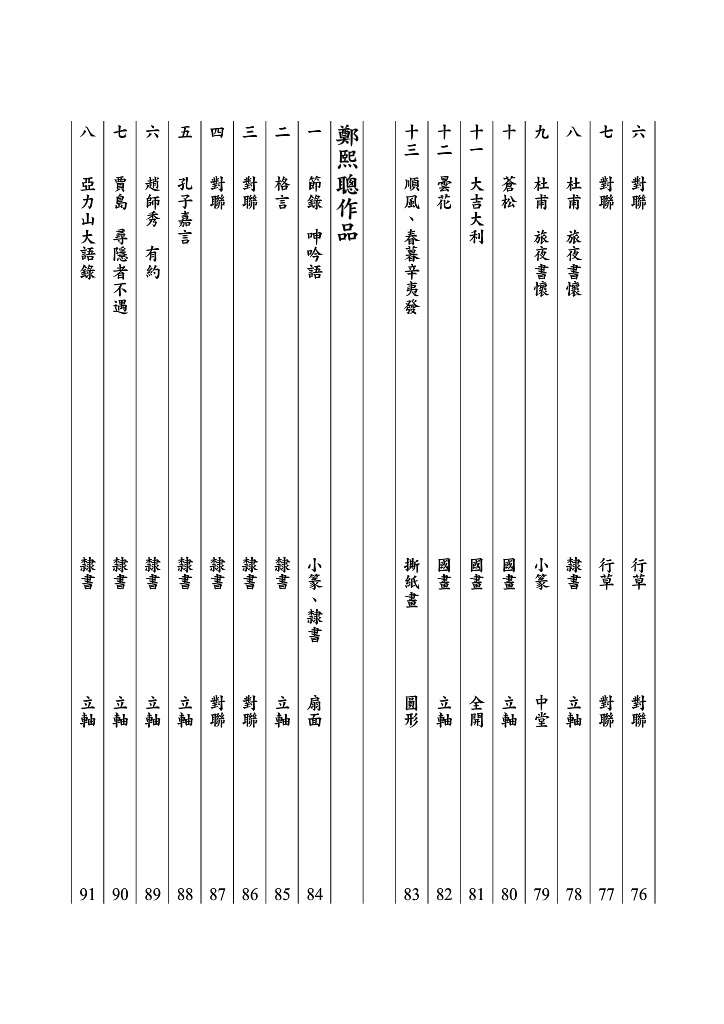 六 對聯 行草 對聯 76
七 對聯 行草 對聯 77
八 杜甫 旅夜書懷 隸書 立軸 78
九 杜甫 旅夜書懷 小篆 中堂 79
十 蒼松 國畫 立軸 80
十一 大吉大利 國畫 全開 81
十二 曇花 國畫 立軸 82
十三 順風、春暮辛夷發 撕紙畫 圓形 83
鄭熙聰作品
一 節錄 呻吟語 小篆、隸書 扇面 84
二 格言 隸書 立軸 85
三 對聯 隸書 對聯 86
四 對聯 隸書 對聯 87
五 孔子嘉言 隸書 立軸 88
六 趙師秀 有約 隸書 立軸 89
七 賈島 尋隱者不遇 隸書 立軸 90
八 亞力山大語錄 隸書 立軸 91